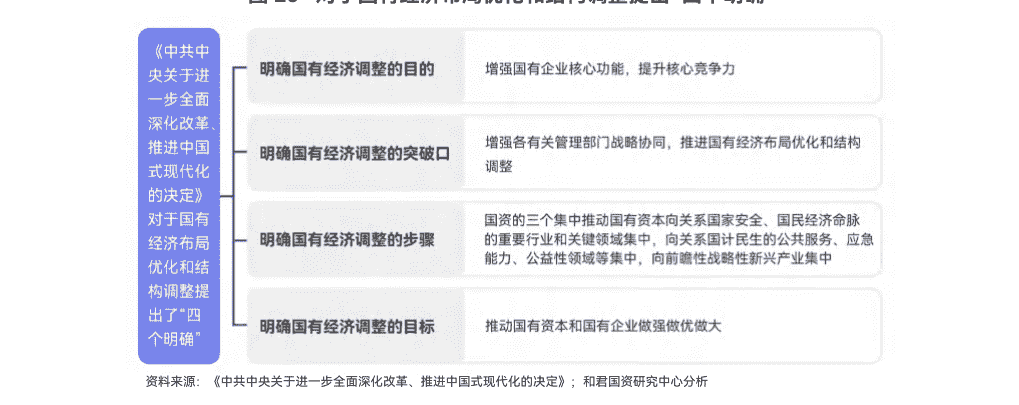 《中共中
央关于进
一步全面
深化改革、
推进中国
式现代化
的决定》
对于国有
经济布局
优化和结
构调整提
出了“四
个明确”
明确国有经济调整的目的
增强国有企业核心功能，提升核心竞争力
明确国有经济调整的突破口
增强各有关管理部门战略协同，推进国有经济布局优化和结构
调整
明确国有经济调整的步骤
国资的三个集中推动国有资本向关系国家安全、国民经济命脉
的重要行业和关键领域集中，向关系国计民生的公共服务、应急
能力、公益性领域等集中，向前瞻性战略性新兴产业集中
明确国有经济调整的目标
推动国有资本和国有企业做强做优做大
资料来源：《中共中央关于进一步全面深化改革、推进中国式现代化的决定》；和君国资研究中心分析